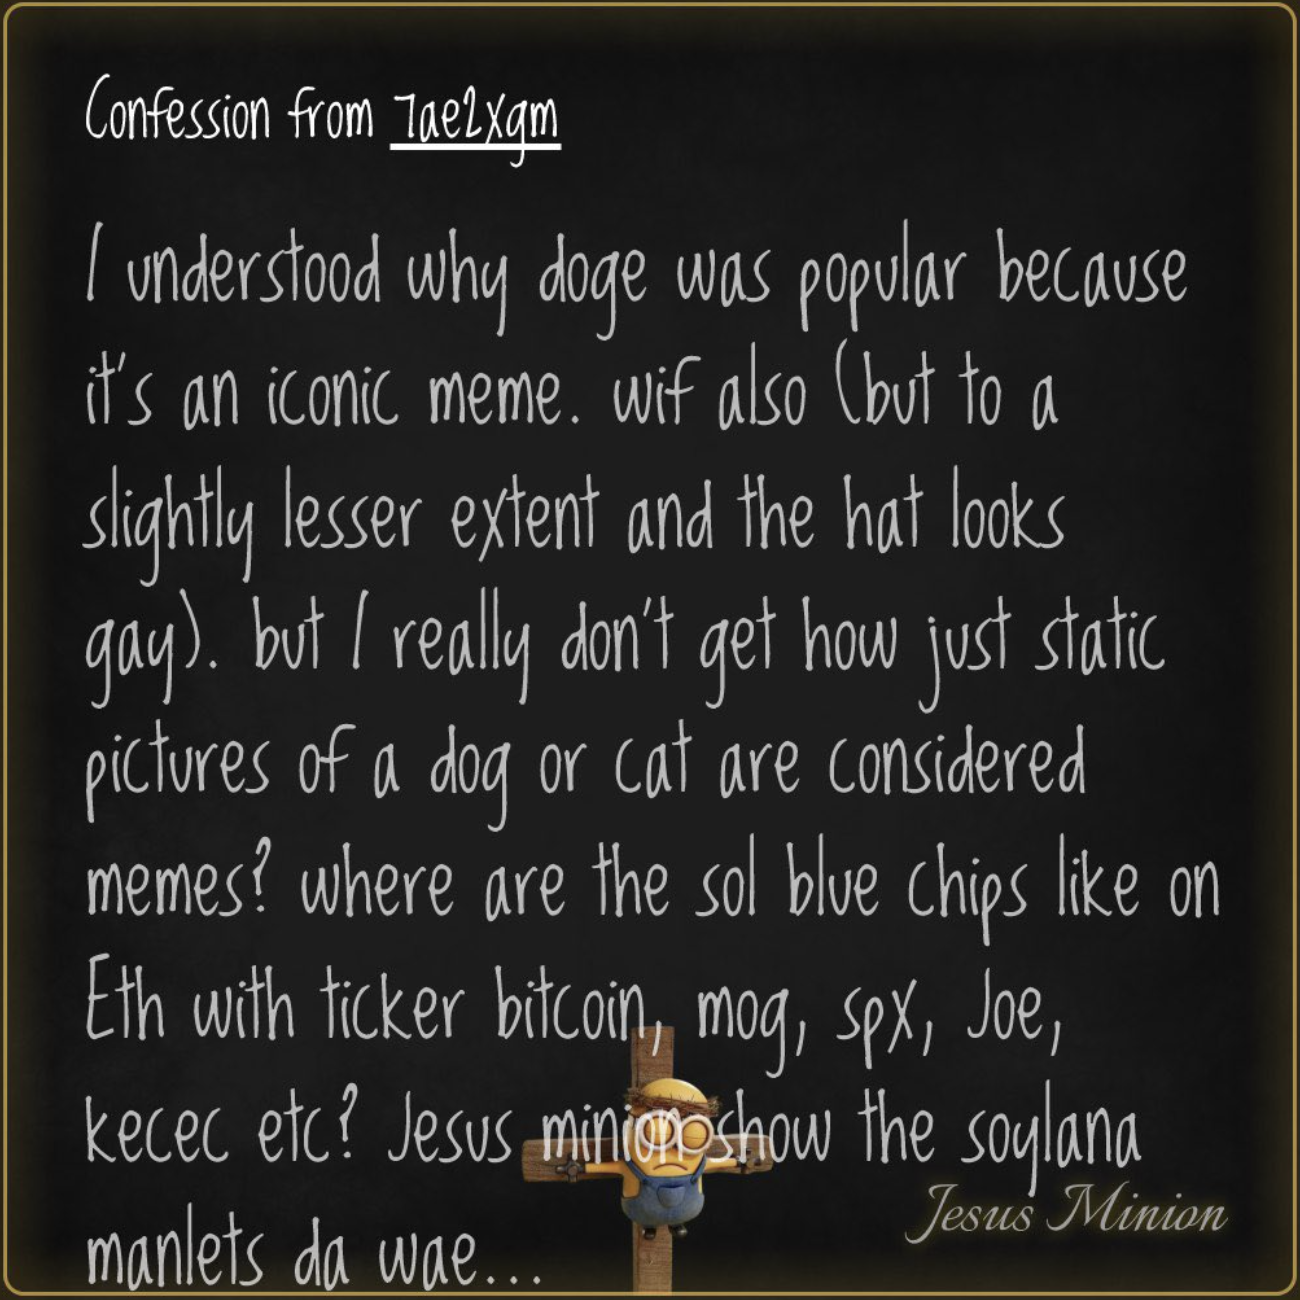 Confession from 7ae2xgm
I understood why doge was popular because
it's an iconic meme. wif also (but to a
slightly lesser extent and the hat looks
gay). but I really don't get how just static
pictures of a dog or cat are considered
memes? where are the sol blue chips like on
Eth with ticker bitcoin, mog, spx, Joe,
kecec etc? Jesus minion show the soylana
manlets da wae...
Jesus Minion